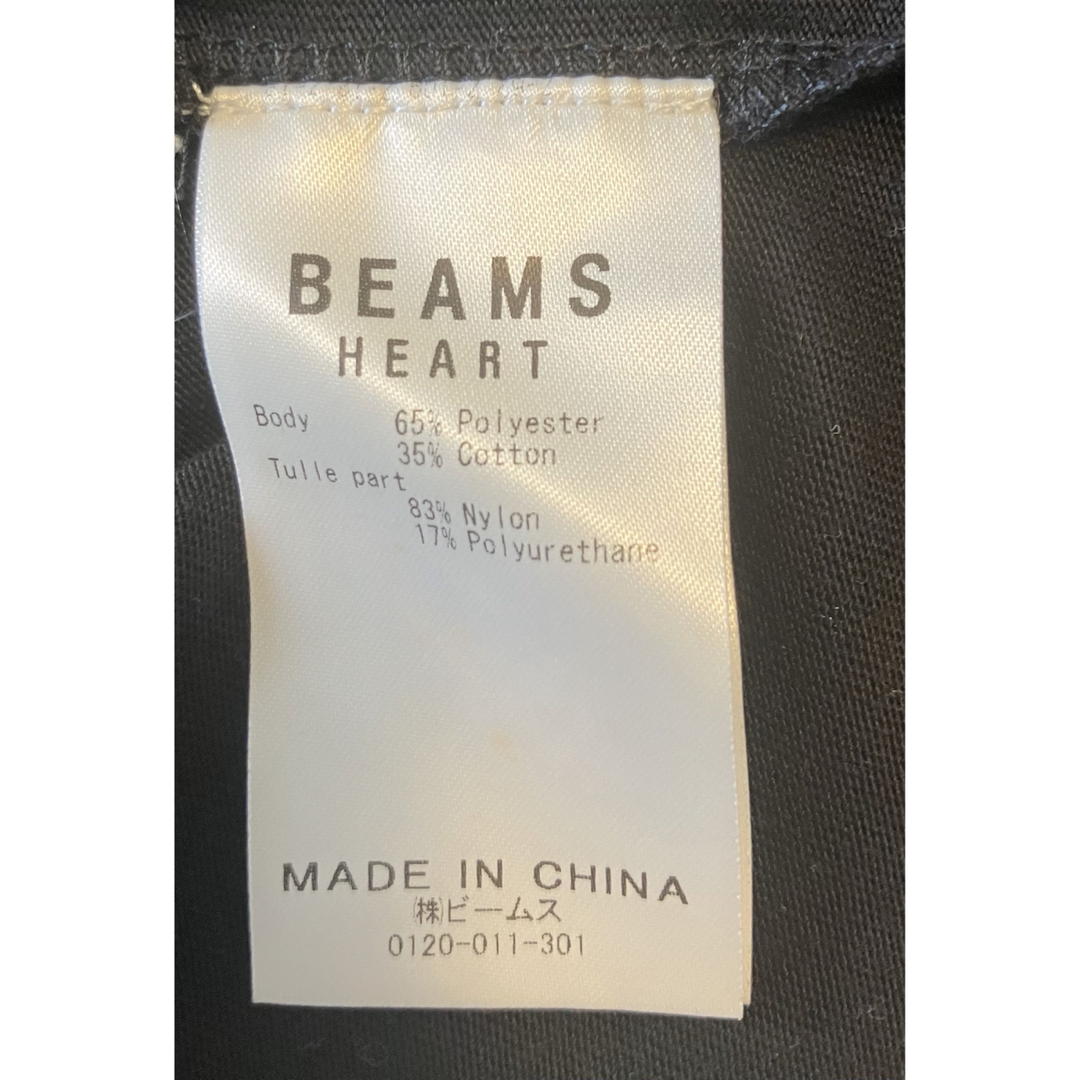 BEAMS
HEART
Body 65% Polyester
35% Cotton
Tulle part
83% Nylon
17% Polyurethane
MADE IN CHINA
㈱ビームス
0120-011-301